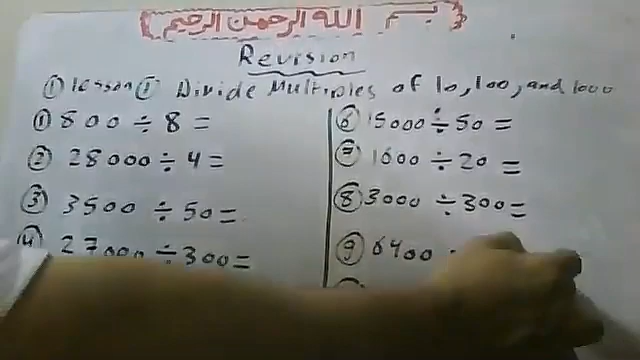 بسم الله الرحمن الرحيم
Revision
① lesson ① Divide Multiples of 10, 100, and 1000
① 800 ÷ 8 =
② 28000 ÷ 4 =
③ 3500 ÷ 50 =
④ 27000 ÷ 300 =
⑥ 15000 ÷ 50 =
⑦ 1600 ÷ 20 =
⑧ 3000 ÷ 300 =
⑨ 6400